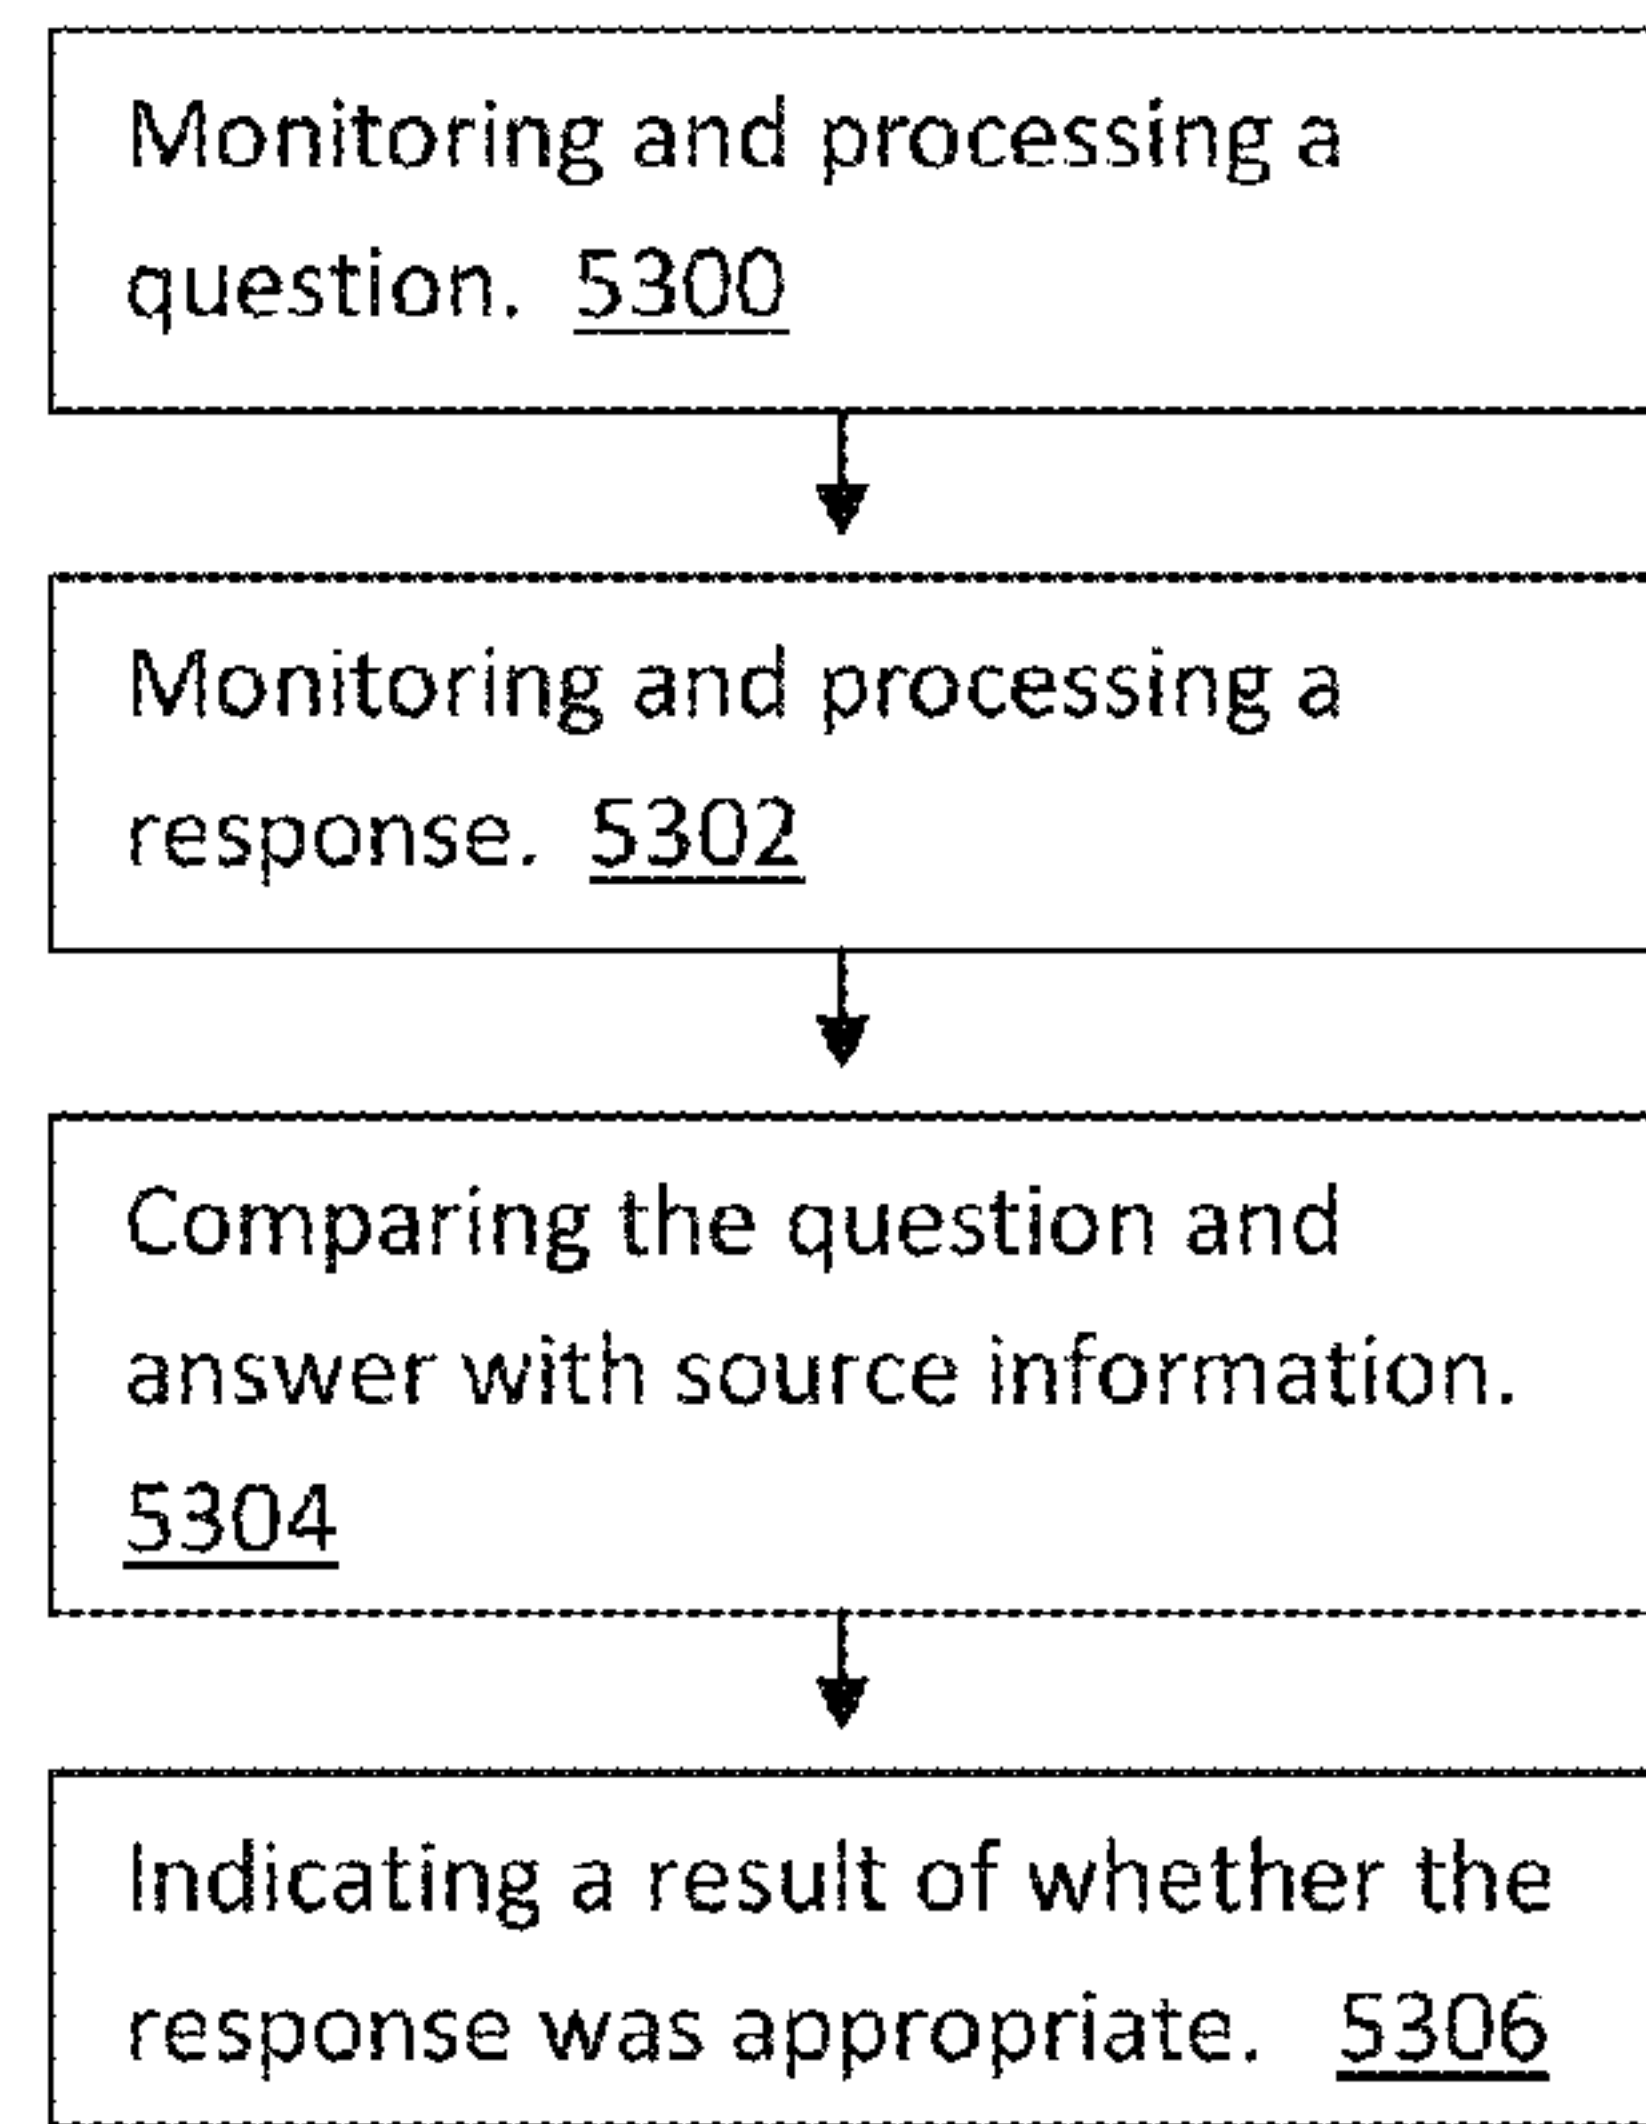 Monitoring and processing a
question. 5300
Monitoring and processing a
response. 5302
Comparing the question and
answer with source information.
5304
Indicating a result of whether the
response was appropriate. 5306